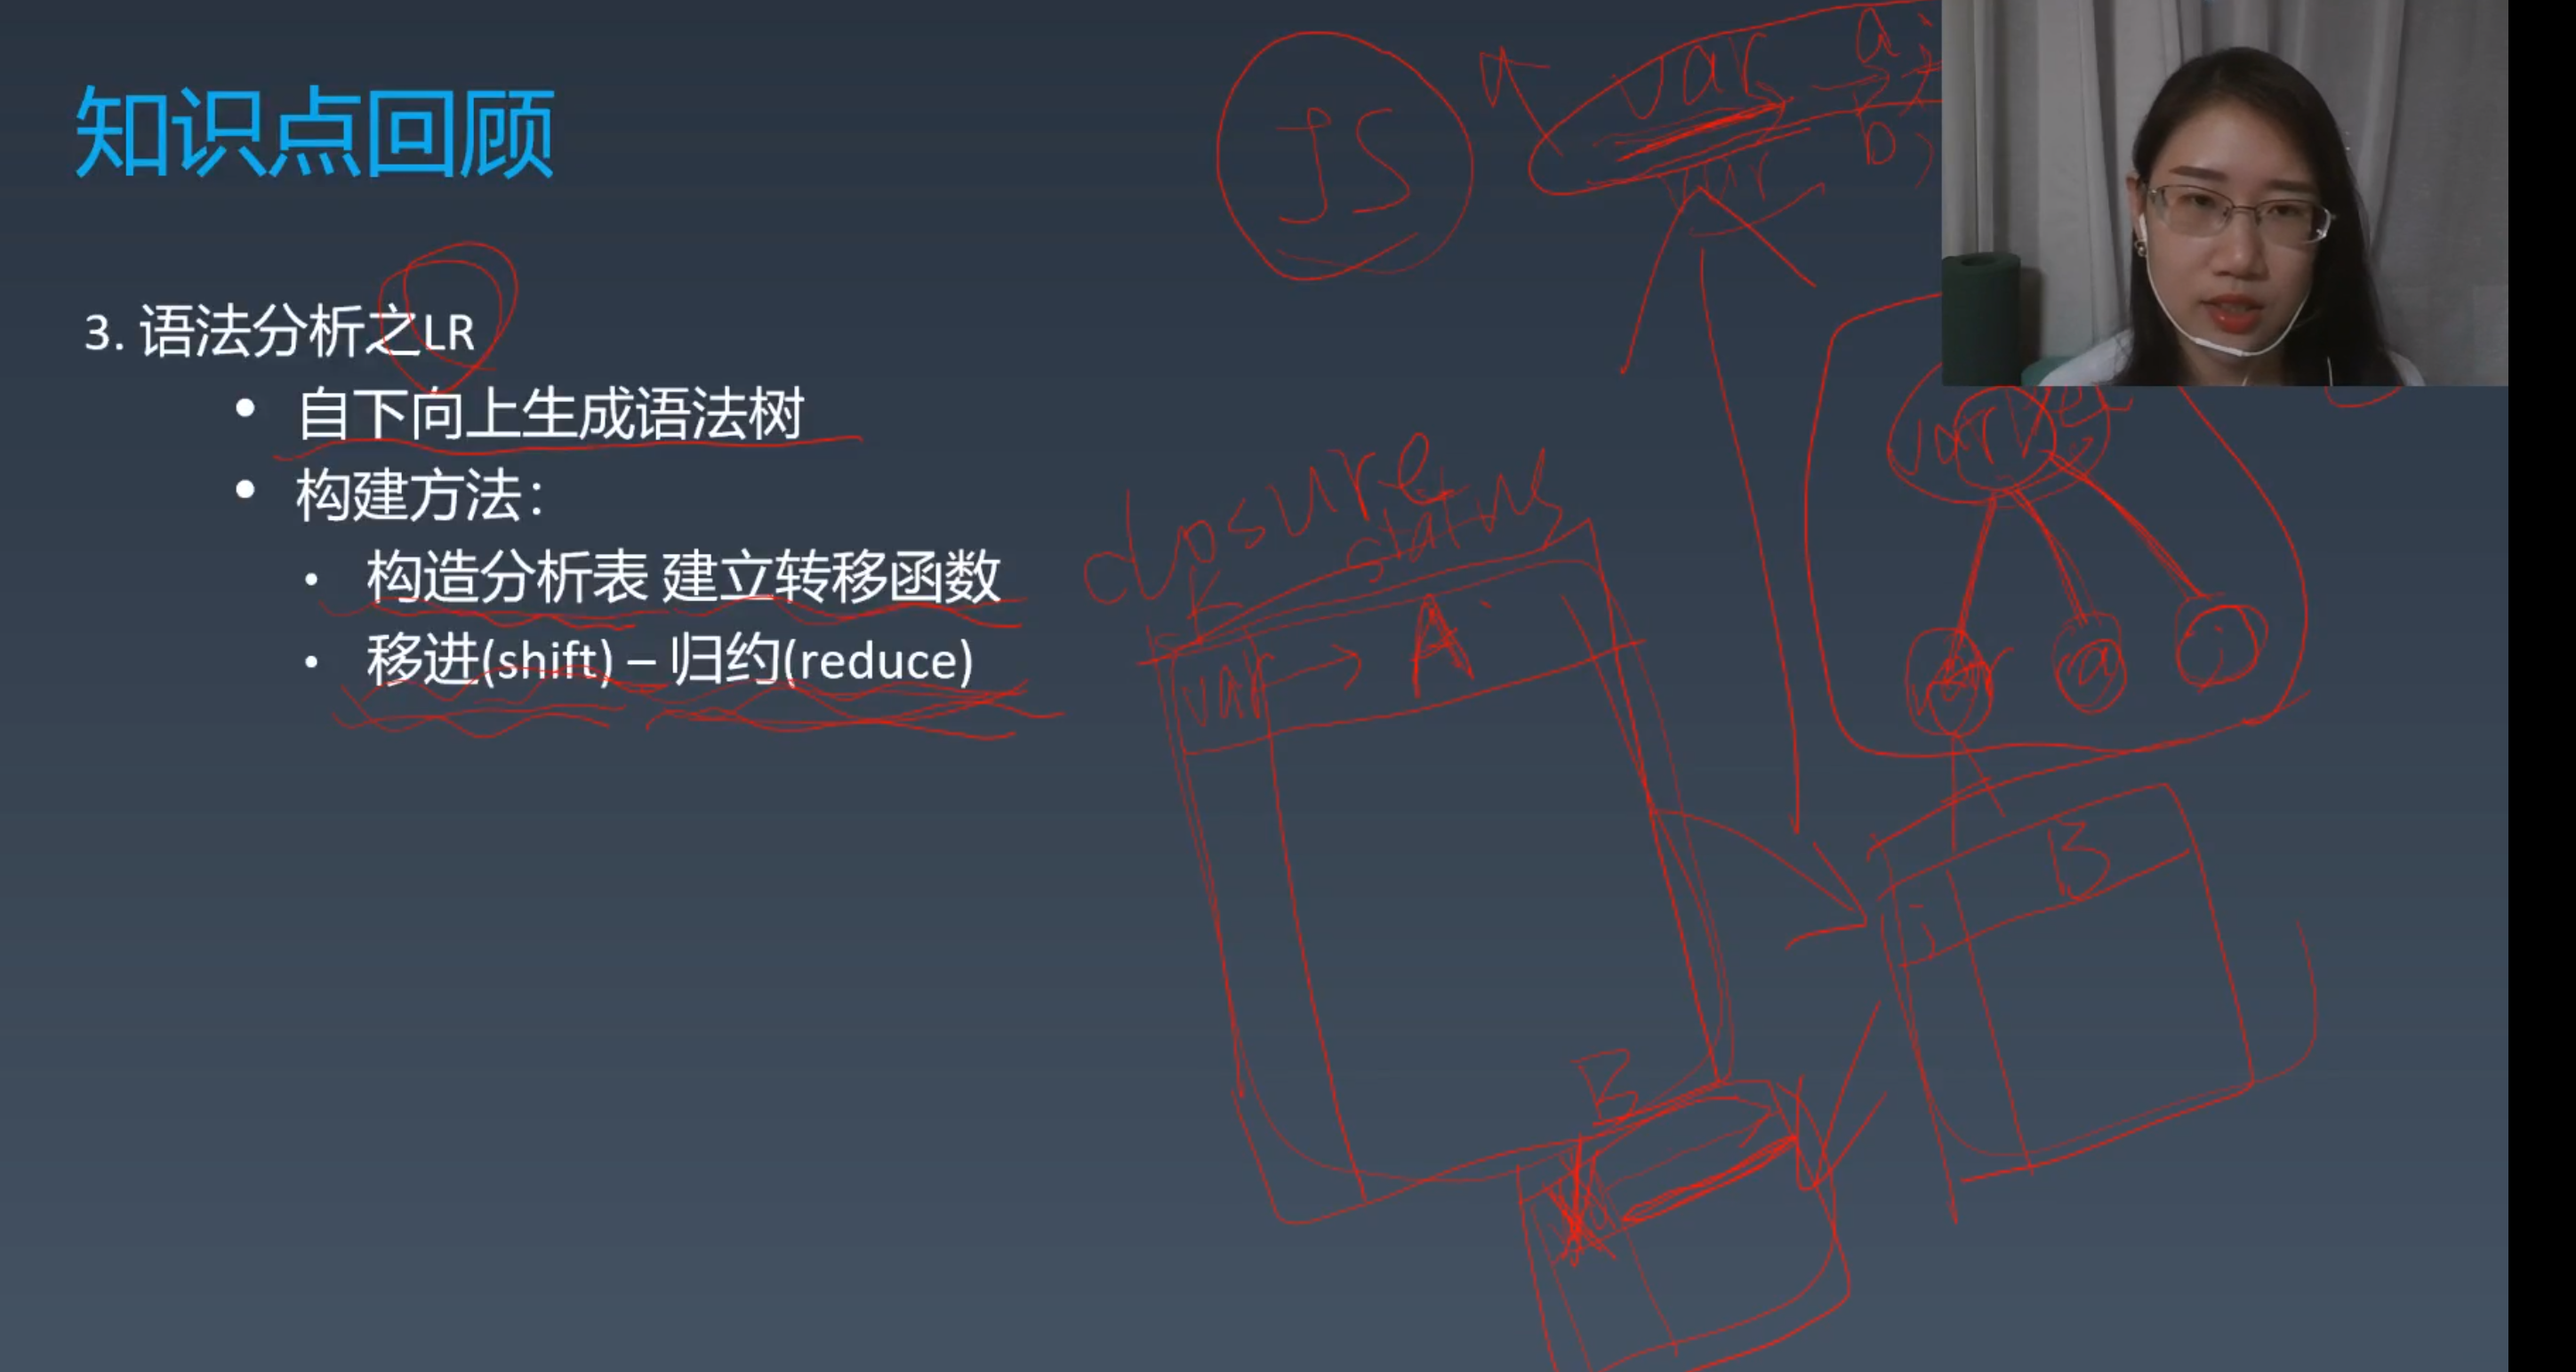 知识点回顾
3. 语法分析之LR
• 自下向上生成语法树
• 构建方法：
• 构造分析表 建立转移函数
• 移进(shift) – 归约(reduce)
JS
var a;
b;
var
closure
status
var → A
var a ;
B
B